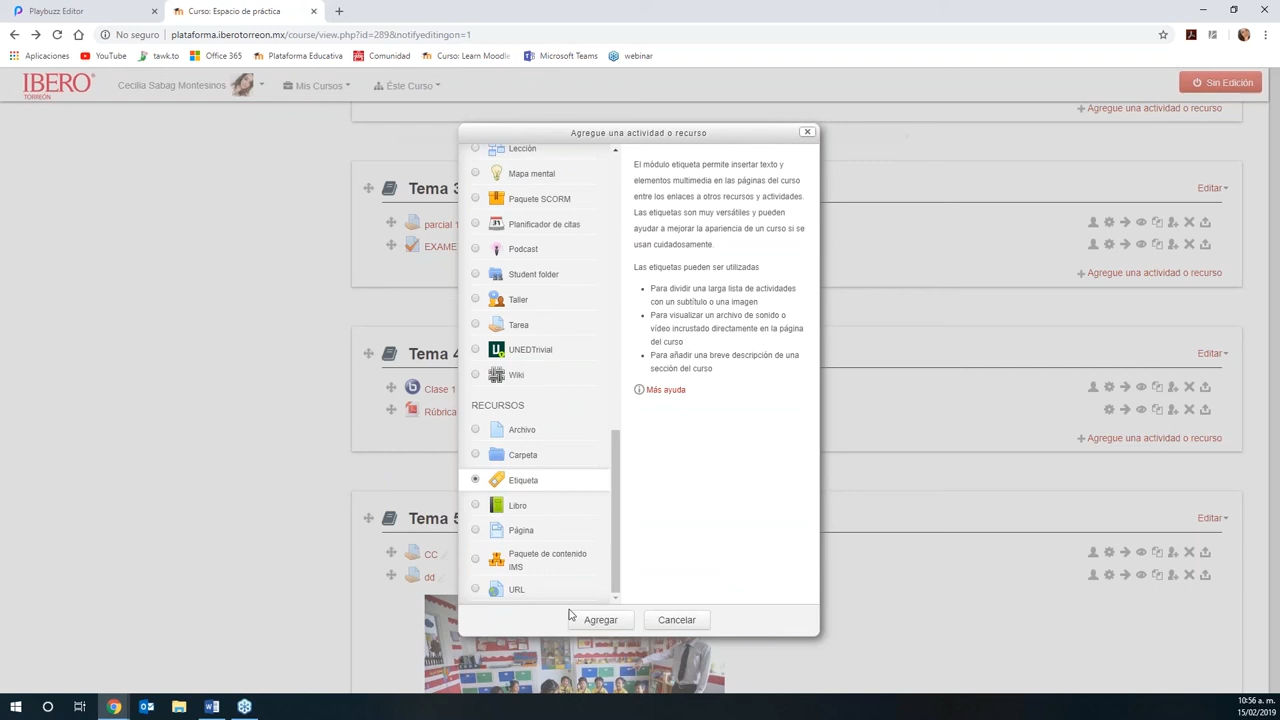 Playbuzz Editor
Curso: Espacio de práctica
No seguro
plataforma.iberotorreon.mx/course/view.php?id=289&notifyediting=1
Aplicaciones
YouTube
tawk.to
Office 365
Plataforma Educativa
Comunidad
Curso: Learn Moodle
Microsoft Teams
webinar
IBERO®
TORREÓN
Cecilia Sabag Montesinos
Mis Cursos
Éste Curso
Sin Edición
Agregue una actividad o recurso
Agregue una actividad o recurso
Lección
Mapa mental
Paquete SCORM
Planificador de citas
Podcast
Student folder
Taller
Tarea
UNEDTrivial
Wiki
RECURSOS
Archivo
Carpeta
Etiqueta
Libro
Página
Paquete de contenido
IMS
URL
El módulo etiqueta permite insertar texto y
elementos multimedia en las páginas del curso
entre los enlaces a otros recursos y actividades.
Las etiquetas son muy versátiles y pueden
ayudar a mejorar la apariencia de un curso si se
usan cuidadosamente.
Las etiquetas pueden ser utilizadas
• Para dividir una larga lista de actividades
con un subtítulo o una imagen
• Para visualizar un archivo de sonido o
vídeo incrustado directamente en la página
del curso
• Para añadir una breve descripción de una
sección del curso
Más ayuda
Agregar
Cancelar
Tema 3
Editar
parcial 1
EXAME
Agregue una actividad o recurso
Tema 4
Editar
Clase 1
Rúbrica
Agregue una actividad o recurso
Tema 5
Editar
CC
dd
10:56 a. m.
15/02/2019